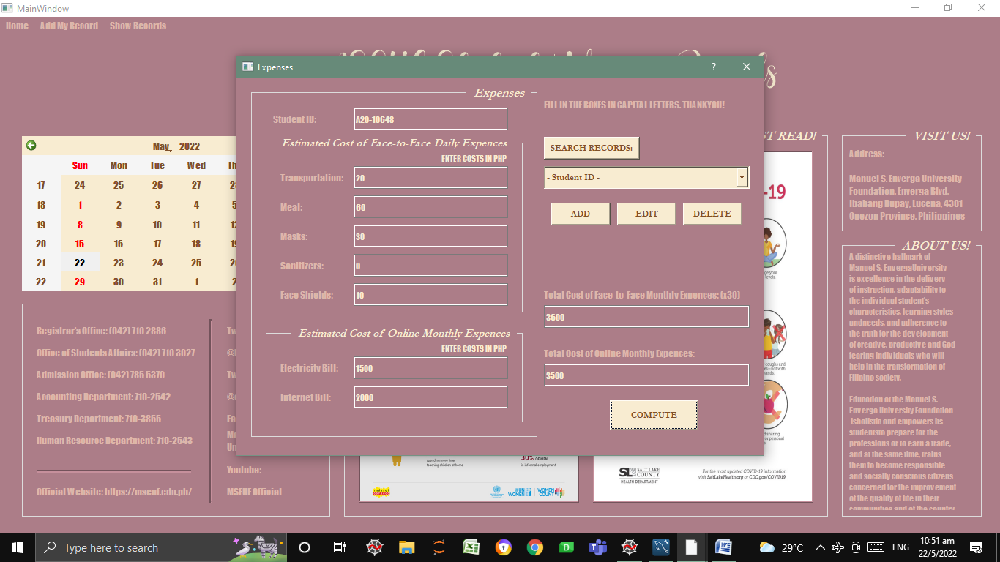 MainWindow
Home Add My Record Show Records
Expenses
?
Expenses
Student ID: A20-10648
Estimated Cost of Face-to-Face Daily Expences
ENTER COSTS IN PHP
Transportation: 20
Meal: 60
Masks: 30
Sanitizers: 0
Face Shields: 10
Estimated Cost of Online Monthly Expences
ENTER COSTS IN PHP
Electricity Bill: 1500
Internet Bill: 2000
FILL IN THE BOXES IN CAPITAL LETTERS. THANKYOU!
SEARCH RECORDS:
- Student ID -
ADD EDIT DELETE
Total Cost of Face-to-Face Monthly Expences: (x30)
3600
Total Cost of Online Monthly Expences:
3500
COMPUTE
May, 2022
Sun Mon Tue Wed
17 24 25 26 27
18 1 2 3 4
19 8 9 10 11
20 15 16 17 18
21 22 23 24 25
22 29 30 31 1
Registrar's Office: (042) 710 2886
Office of Students Affairs: (042) 710 3027
Admission Office: (042) 785 5370
Accounting Department: 710-2542
Treasury Department: 710-3855
Human Resource Department: 710-2543
Official Website: https://mseuf.edu.ph/
Youtube:
MSEUF Official
spending more time
teaching children at home
30% OF MEN
in informal employment
UN
WOMEN
WOMEN
COUNT
READ!
-19
SALT LAKE
COUNTY
HEALTH DEPARTMENT
For the most updated COVID-19 information
visit SaltLakeHealth.org or CDC.gov/COVID19.
VISIT US!
Address:
Manuel S. Enverga University
Foundation, Enverga Blvd,
Ibabang Dupay, Lucena, 4301
Quezon Province, Philippines
ABOUT US!
A distinctive hallmark of
Manuel S. EnvergaUniversity
is excellence in the delivery
of instruction, adaptability to
the individual student's
characteristics, learning styles
andneeds, and adherence to
the truth for the development
of creative, productive and God-
fearing individuals who will
help in the transformation of
Filipino society.
Education at the Manuel S.
Enverga University Foundation
isholistic and empowers its
studentsto prepare for the
professions or to earn a trade,
and at the same time, trains
them to become responsible
and socially conscious citizens
concerned for the improvement
of the quality of life in their
communities and of the country
Type here to search
29°C
ENG
10:51 am
22/5/2022